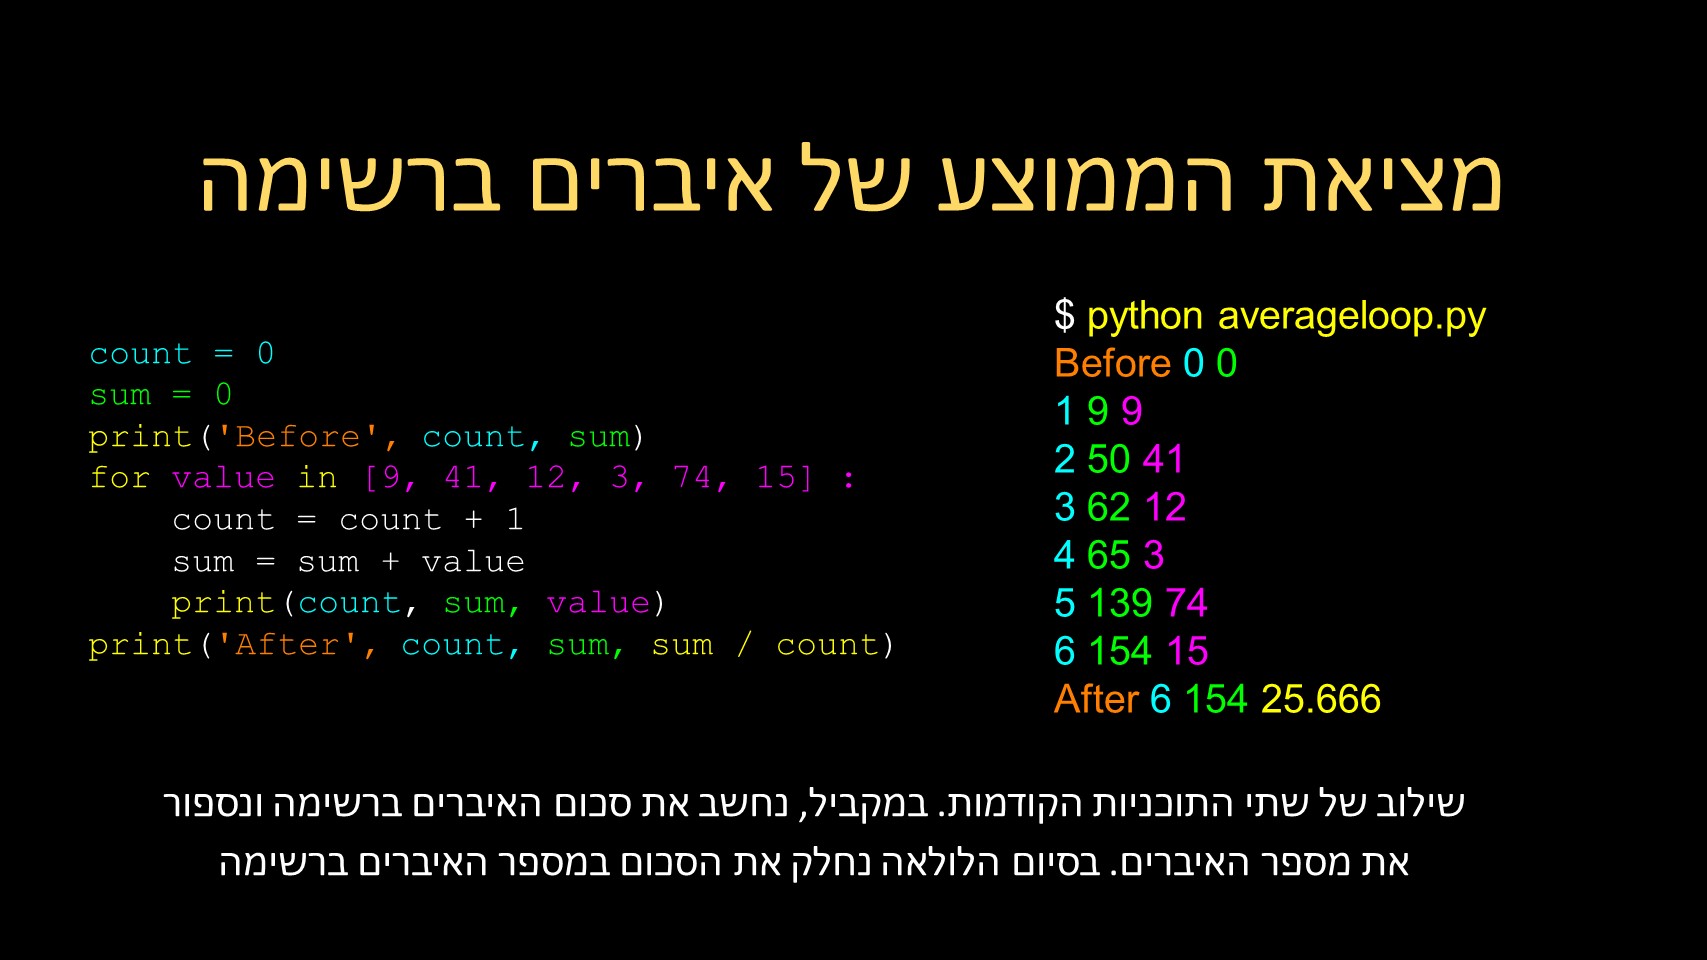 מציאת הממוצע של איברים ברשימה
count = 0
sum = 0
print('Before', count, sum)
for value in [9, 41, 12, 3, 74, 15] :
    count = count + 1
    sum = sum + value
    print(count, sum, value)
print('After', count, sum, sum / count)
$ python averageloop.py
Before 0 0
1 9 9
2 50 41
3 62 12
4 65 3
5 139 74
6 154 15
After 6 154 25.666
שילוב של שתי התוכניות הקודמות. במקביל, נחשב את סכום האיברים ברשימה ונספור
את מספר האיברים. בסיום הלולאה נחלק את הסכום במספר האיברים ברשימה